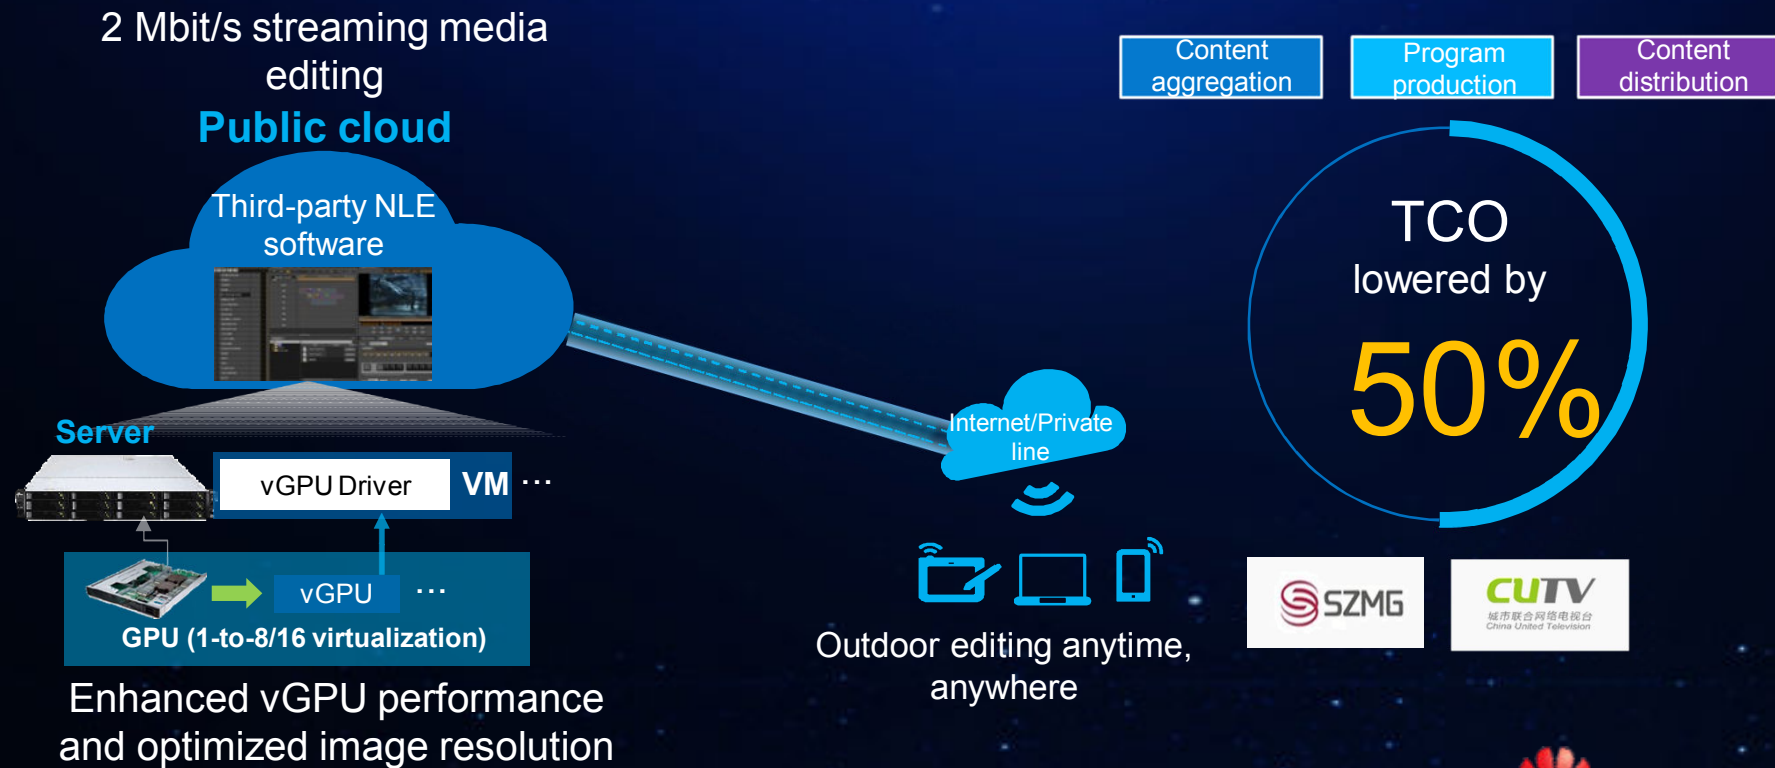 2 Mbit/s streaming media
editing
Public cloud
Third-party NLE
software
Server
vGPU Driver
VM ...
vGPU ...
GPU (1-to-8/16 virtualization)
Enhanced vGPU performance
and optimized image resolution
Internet/Private
line
Outdoor editing anytime,
anywhere
Content
aggregation
Program
production
Content
distribution
TCO
lowered by
50%
SZMG
CUTV
城市联合网络电视台
China United Television